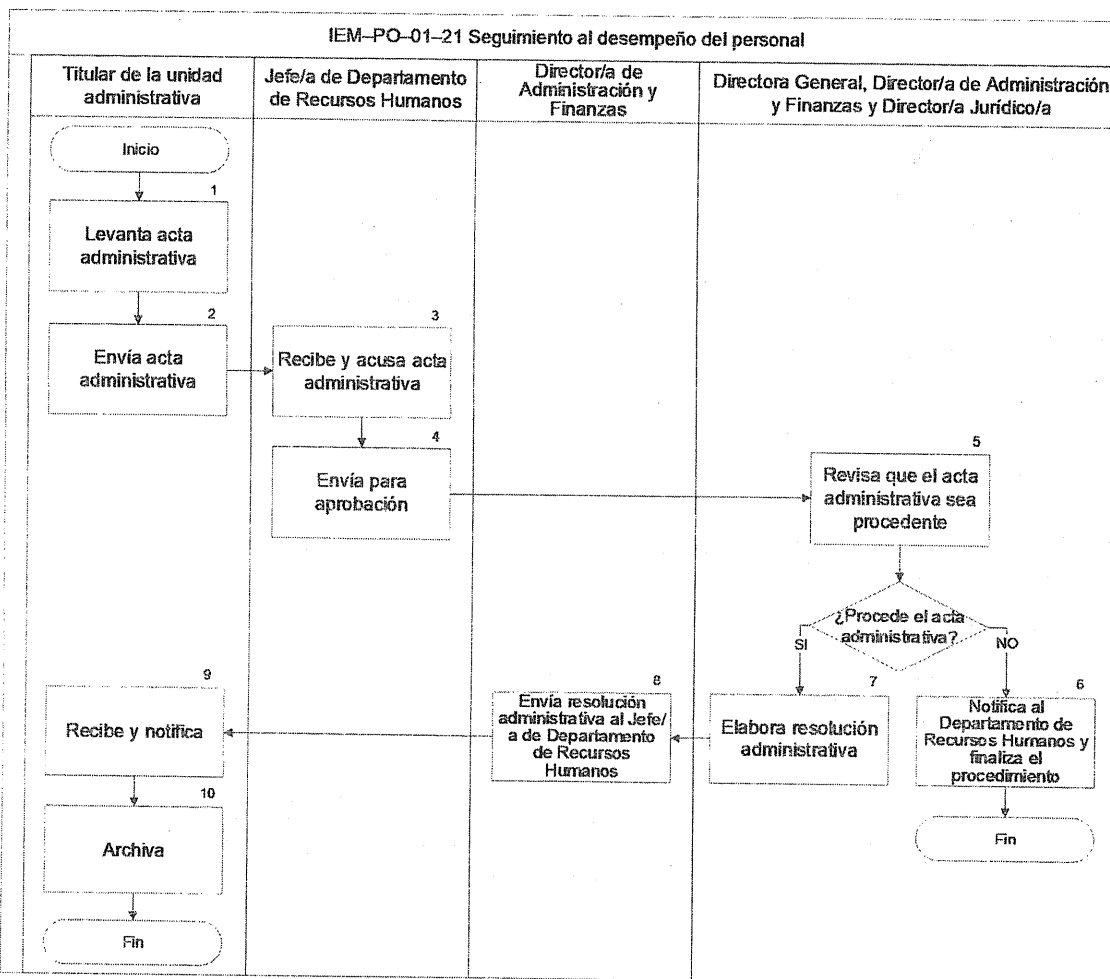 IEM–PO–01–21 Seguimiento al desempeño del personal
Titular de la unidad
administrativa
Jefe/a de Departamento
de Recursos Humanos
Director/a de
Administración y
Finanzas
Directora General, Director/a de Administración
y Finanzas y Director/a Jurídico/a
Inicio
1
Levanta acta
administrativa
2
Envía acta
administrativa
3
Recibe y acusa acta
administrativa
4
Envía para
aprobación
5
Revisa que el acta
administrativa sea
procedente
¿Procede el acta
administrativa?
SI
NO
6
Notifica al
Departamento de
Recursos Humanos y
finaliza el
procedimiento
Fin
7
Elabora resolución
administrativa
8
Envía resolución
administrativa al Jefe/
a de Departamento
de Recursos
Humanos
9
Recibe y notifica
10
Archiva
Fin